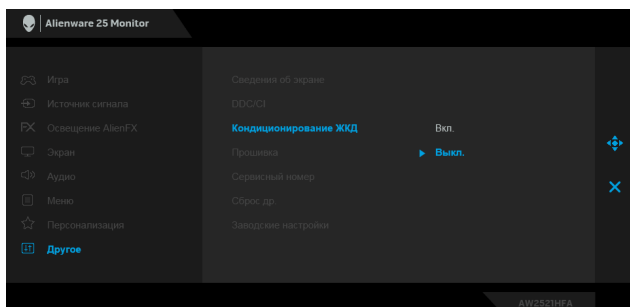 Alienware 25 Monitor
Игра
Сведения об экране
Источник сигнала
DDC/CI
FX Освещение AlienFX
Кондиционирование ЖКД
Вкл.
Экран
Прошивка
Выкл.
Аудио
Сервисный номер
Меню
Сброс др.
Персонализация
Заводские настройки
Другое
AW2521HFA